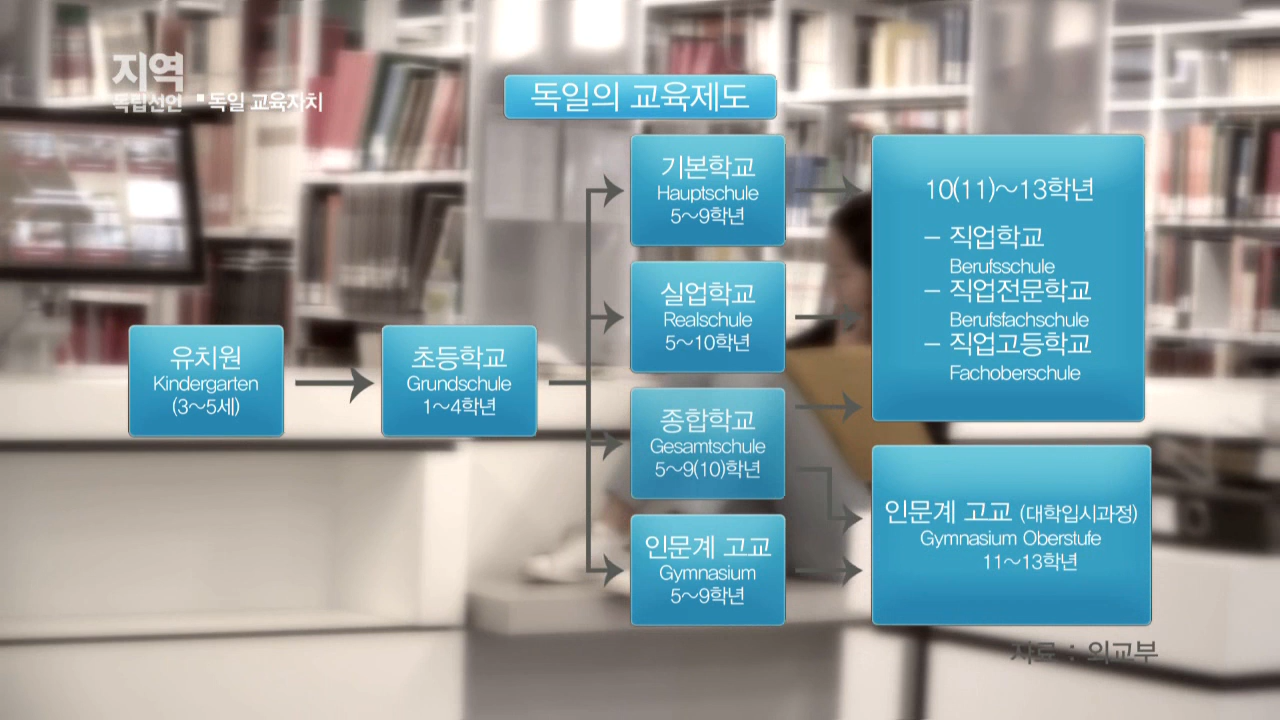 지역
독립선언
독일 교육자치
독일의 교육제도
유치원
Kindergarten
(3~5세)
초등학교
Grundschule
1~4학년
기본학교
Hauptschule
5~9학년
실업학교
Realschule
5~10학년
종합학교
Gesamtschule
5~9(10)학년
인문계 고교
Gymnasium
5~9학년
10(11)~13학년
– 직업학교
Berufsschule
– 직업전문학교
Berufsfachschule
– 직업고등학교
Fachoberschule
인문계 고교 (대학입시과정)
Gymnasium Oberstufe
11~13학년
자료 : 외교부